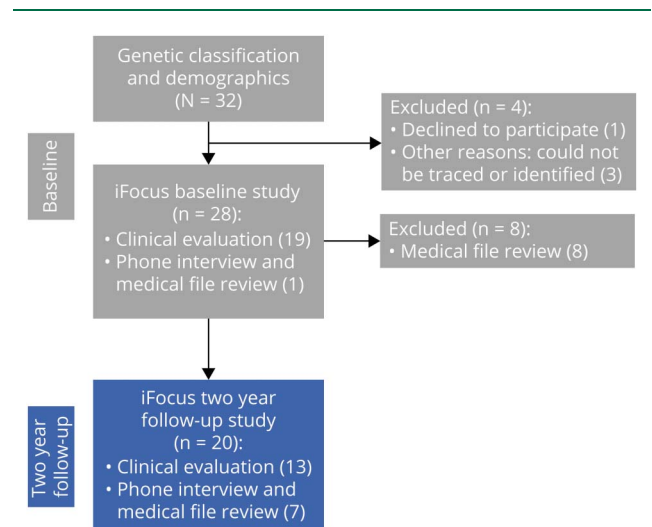 Genetic classification
and demographics
(N = 32)
Excluded (n = 4):
• Declined to participate (1)
• Other reasons: could not
be traced or identified (3)
Baseline
iFocus baseline study
(n = 28):
• Clinical evaluation (19)
• Phone interview and
medical file review (1)
Excluded (n = 8):
• Medical file review (8)
Two year
follow-up
iFocus two year
follow-up study
(n = 20):
• Clinical evaluation (13)
• Phone interview and
medical file review (7)